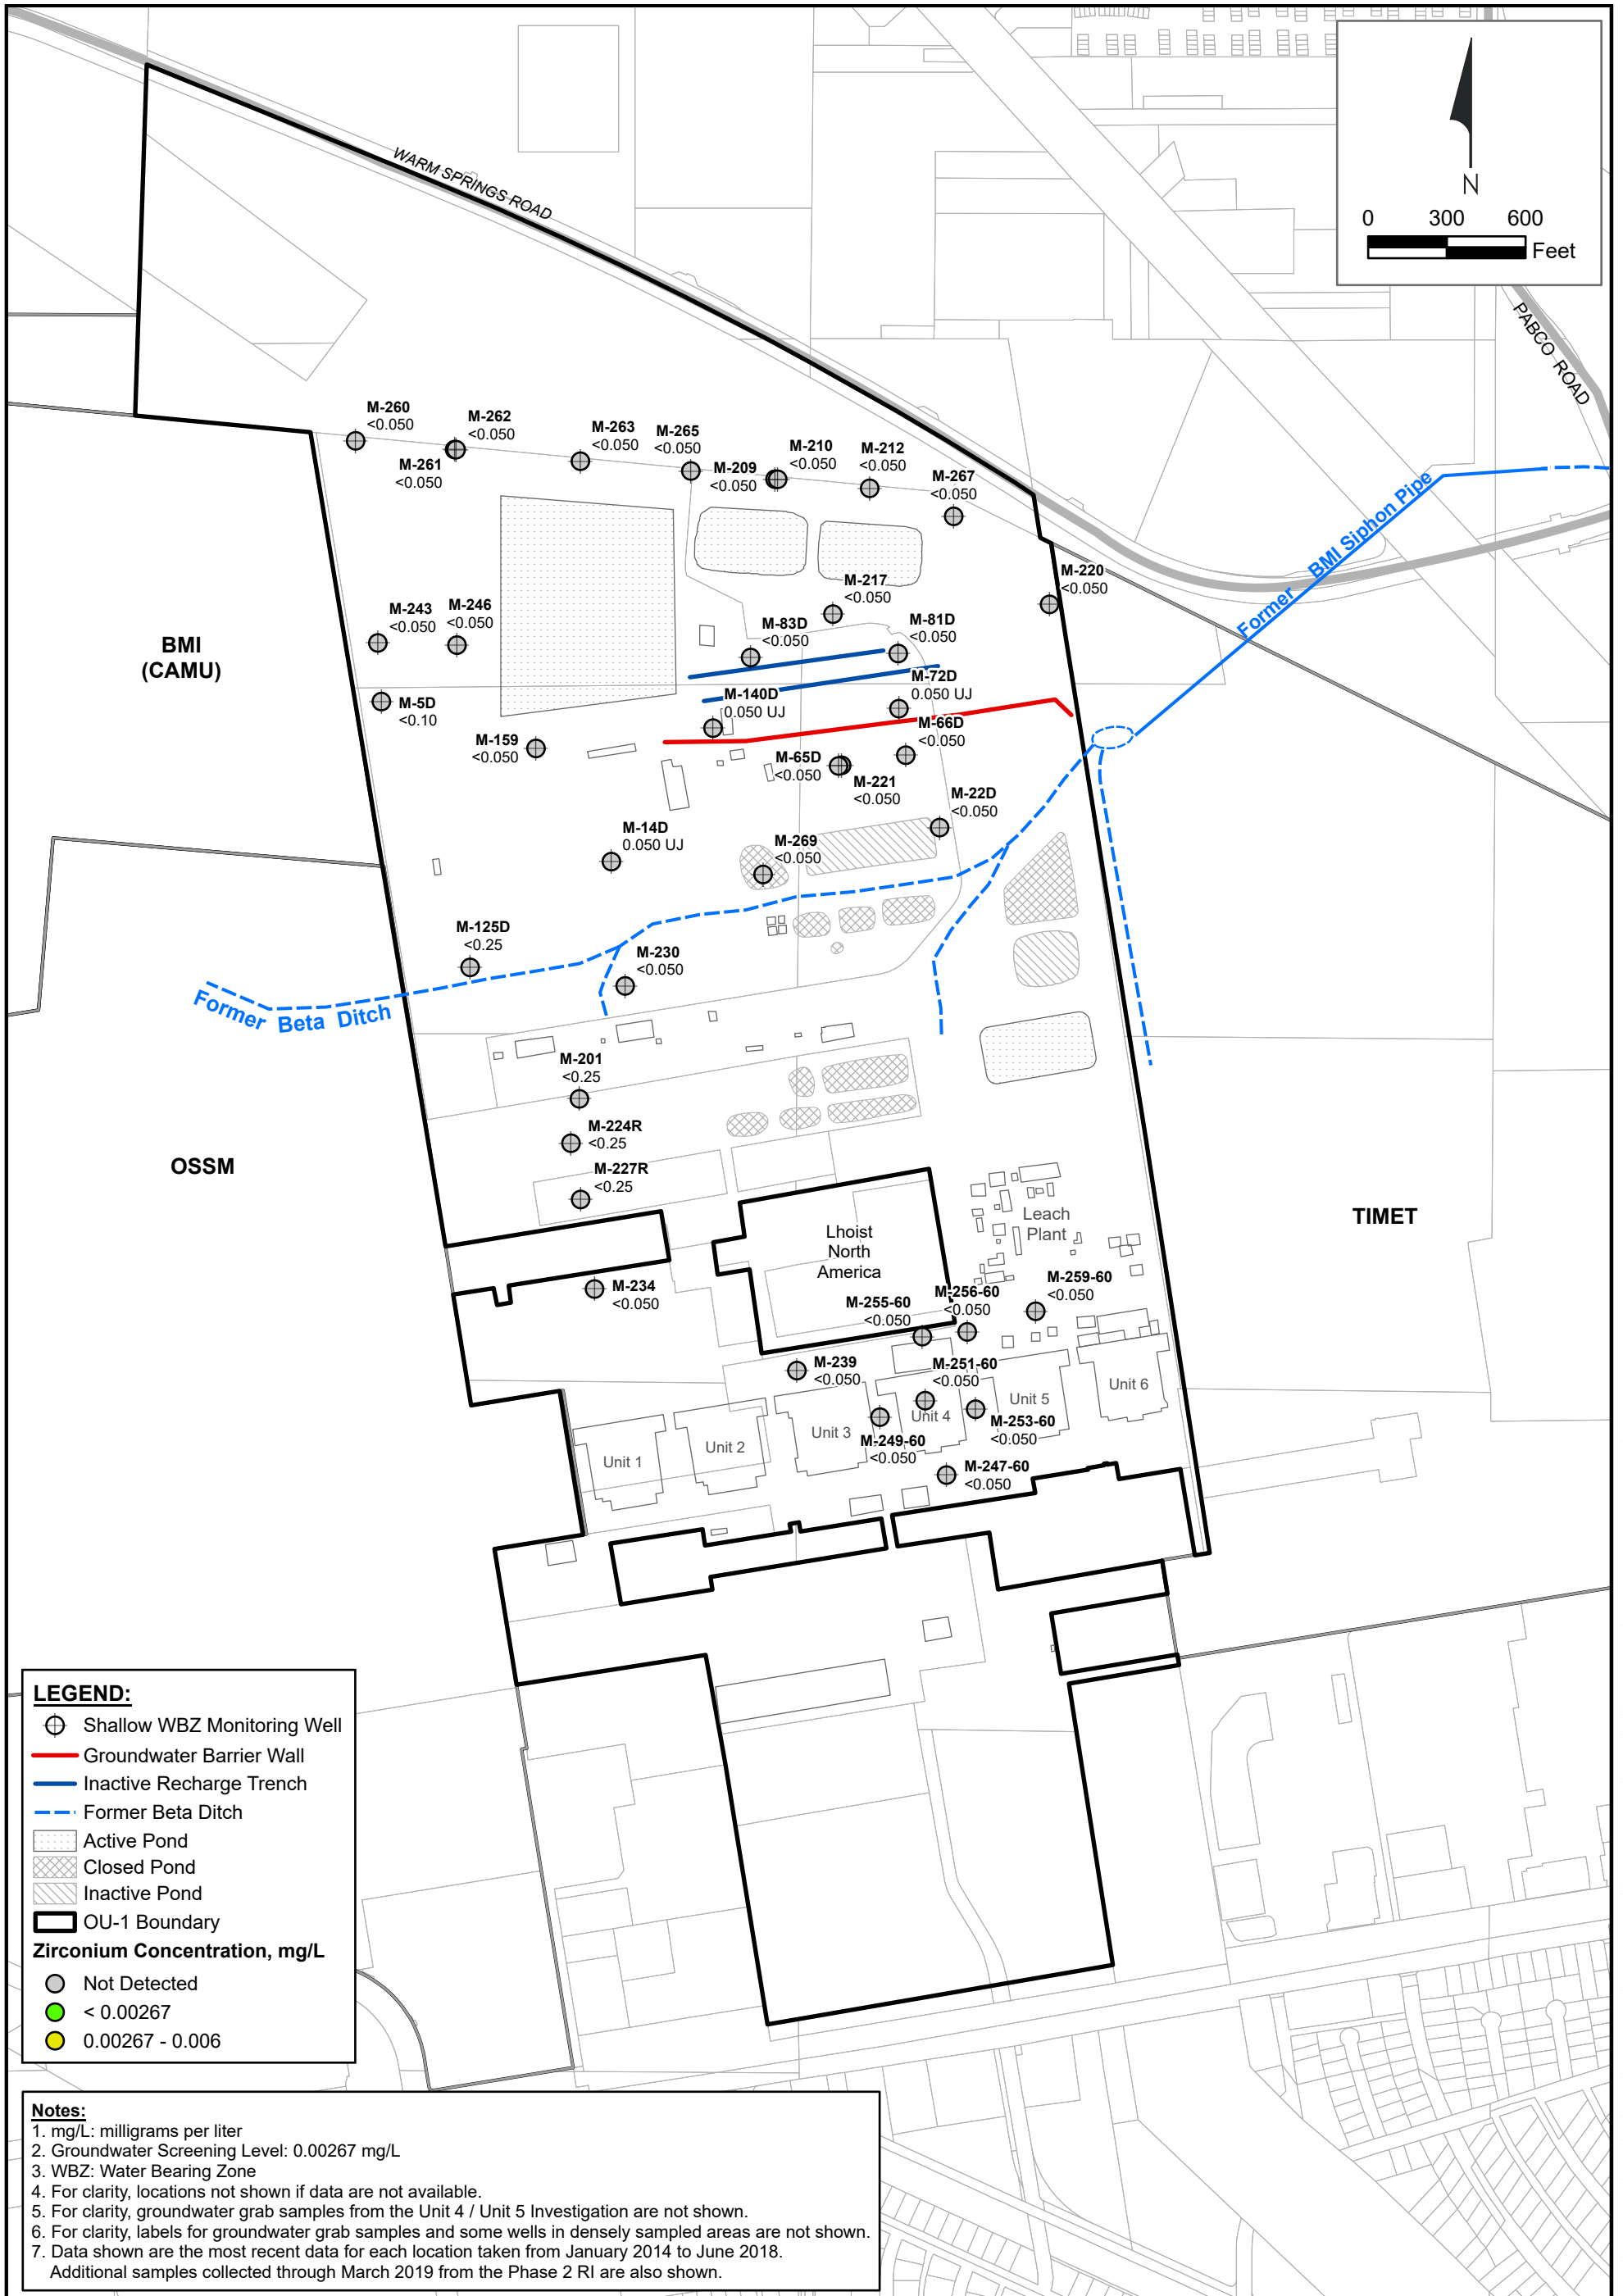 WARM SPRINGS ROAD
N
0 300 600
Feet
PABCO ROAD
M-260
<0.050
M-262
<0.050
M-261
<0.050
M-263
<0.050
M-265
<0.050
M-209
<0.050
M-210
<0.050
M-212
<0.050
M-267
<0.050
Former BMI Siphon Pipe
M-220
<0.050
M-217
<0.050
M-243
<0.050
M-246
<0.050
M-83D
<0.050
M-81D
<0.050
BMI
(CAMU)
M-5D
<0.10
M-72D
0.050 UJ
M-140D
0.050 UJ
M-66D
<0.050
M-159
<0.050
M-65D
<0.050
M-221
<0.050
M-22D
<0.050
M-14D
0.050 UJ
M-269
<0.050
M-125D
<0.25
M-230
<0.050
Former Beta Ditch
M-201
<0.25
M-224R
<0.25
OSSM
M-227R
<0.25
TIMET
Leach
Plant
Lhoist
North
America
M-234
<0.050
M-255-60
<0.050
M-256-60
<0.050
M-259-60
<0.050
M-239
<0.050
M-251-60
<0.050
M-253-60
<0.050
M-249-60
<0.050
M-247-60
<0.050
Unit 1
Unit 2
Unit 3
Unit 4
Unit 5
Unit 6
LEGEND:
Shallow WBZ Monitoring Well
Groundwater Barrier Wall
Inactive Recharge Trench
Former Beta Ditch
Active Pond
Closed Pond
Inactive Pond
OU-1 Boundary
Zirconium Concentration, mg/L
Not Detected
< 0.00267
0.00267 - 0.006
Notes:
1. mg/L: milligrams per liter
2. Groundwater Screening Level: 0.00267 mg/L
3. WBZ: Water Bearing Zone
4. For clarity, locations not shown if data are not available.
5. For clarity, groundwater grab samples from the Unit 4 / Unit 5 Investigation are not shown.
6. For clarity, labels for groundwater grab samples and some wells in densely sampled areas are not shown.
7. Data shown are the most recent data for each location taken from January 2014 to June 2018.
Additional samples collected through March 2019 from the Phase 2 RI are also shown.